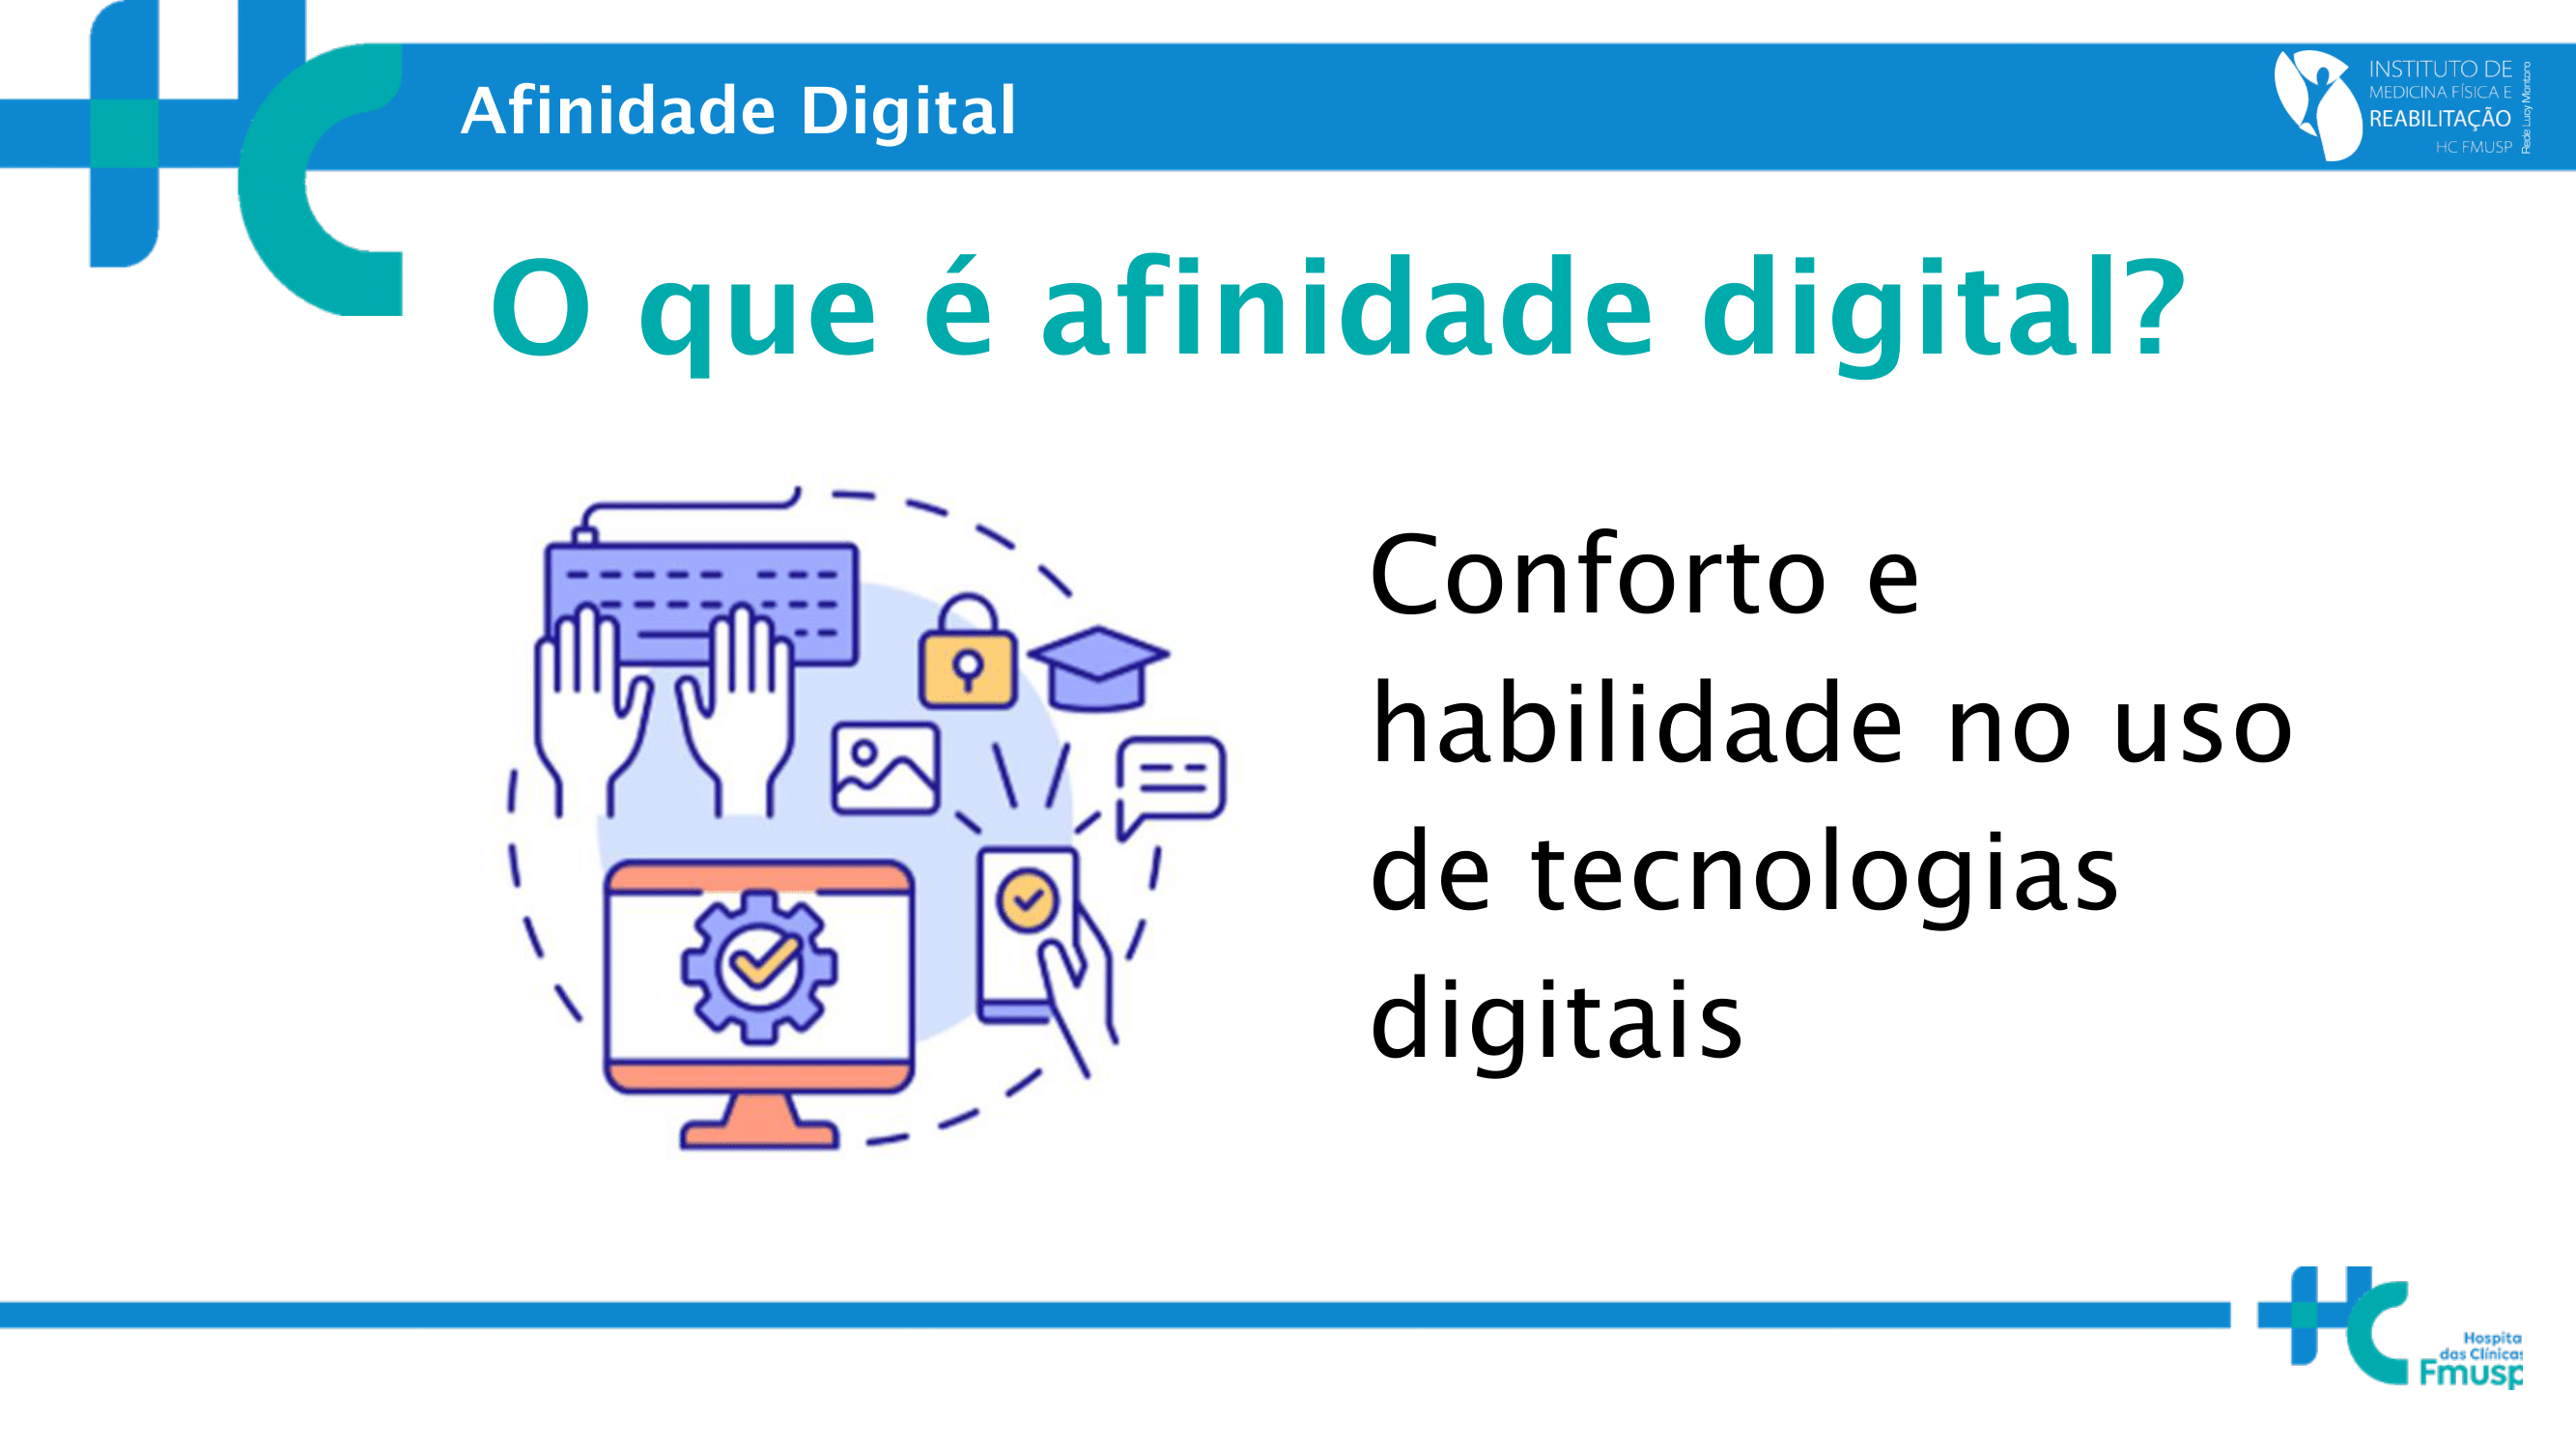 Afinidade Digital
INSTITUTO DE
MEDICINA FÍSICA E
REABILITAÇÃO
HC FMUSP
Rede Lucy Montoro
O que é afinidade digital?
Conforto e
habilidade no uso
de tecnologias
digitais
Hospita
das Clínicas
Fmusp